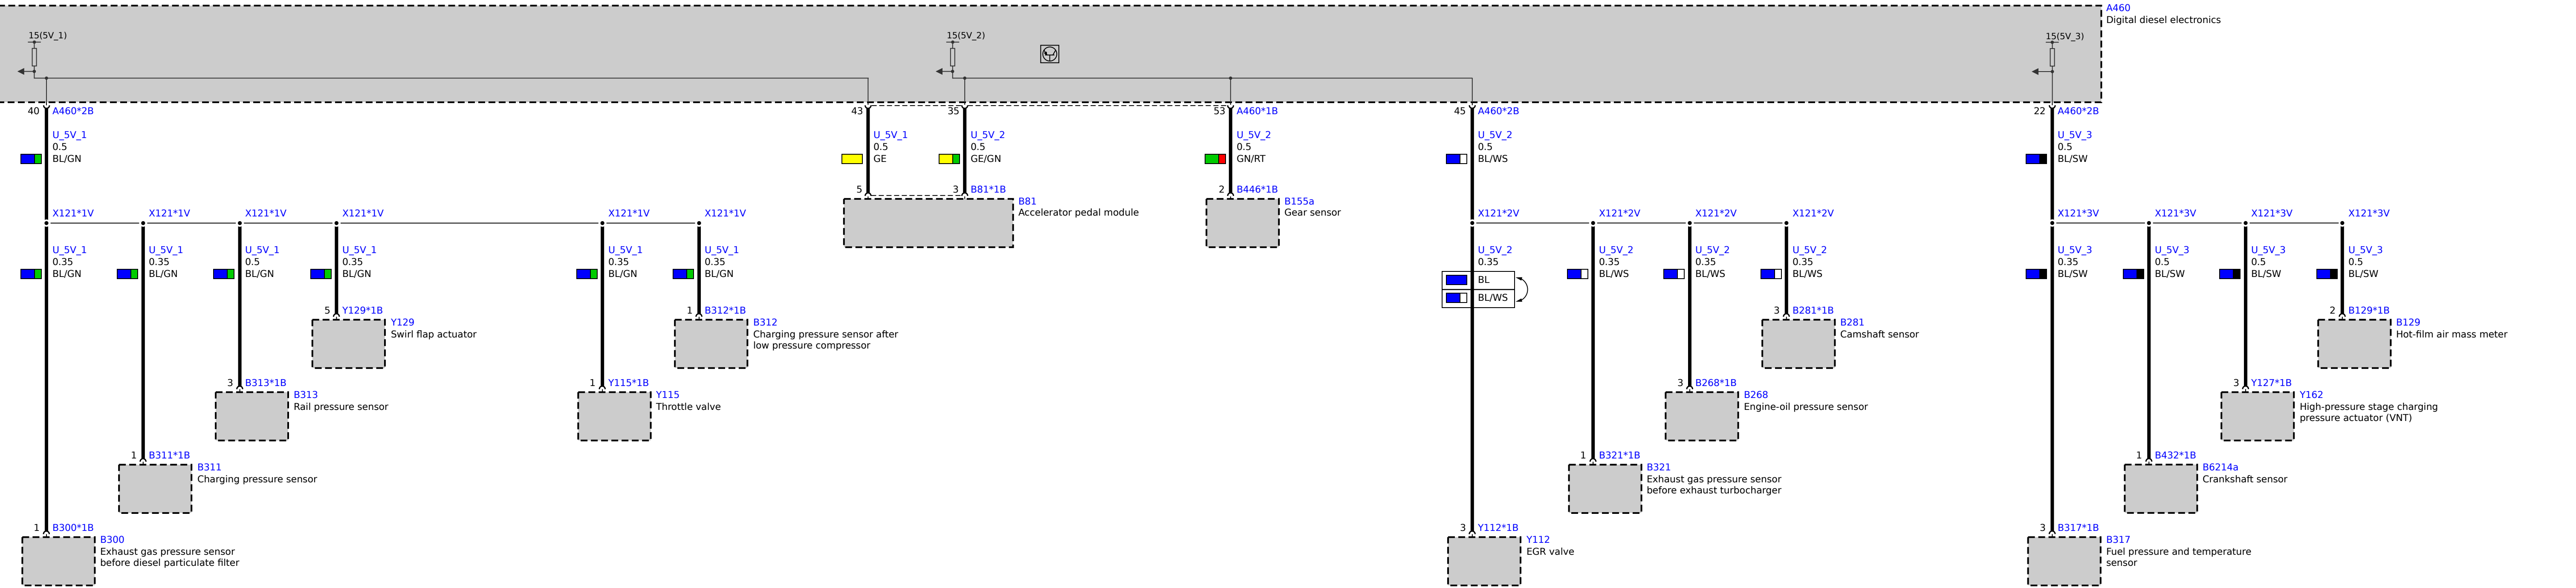 A460
Digital diesel electronics
15(5V_1)
15(5V_2)
15(5V_3)
40 A460*2B
43
35
53 A460*1B
45 A460*2B
22 A460*2B
U_5V_1
0.5
BL/GN
U_5V_1
0.5
GE
U_5V_2
0.5
GE/GN
U_5V_2
0.5
GN/RT
U_5V_2
0.5
BL/WS
U_5V_3
0.5
BL/SW
5
3 B81*1B
B81
Accelerator pedal module
2 B446*1B
B155a
Gear sensor
X121*1V
X121*1V
X121*1V
X121*1V
X121*1V
X121*1V
X121*2V
X121*2V
X121*2V
X121*2V
X121*3V
X121*3V
X121*3V
X121*3V
U_5V_1
0.35
BL/GN
U_5V_1
0.35
BL/GN
U_5V_1
0.5
BL/GN
U_5V_1
0.5
BL/GN
U_5V_1
0.35
BL/GN
U_5V_1
0.35
BL/GN
U_5V_2
0.35
BL
BL/WS
U_5V_2
0.35
BL/WS
U_5V_2
0.35
BL/WS
U_5V_2
0.35
BL/WS
U_5V_3
0.35
BL/SW
U_5V_3
0.5
BL/SW
U_5V_3
0.5
BL/SW
U_5V_3
0.5
BL/SW
5 Y129*1B
Y129
Swirl flap actuator
1 B312*1B
B312
Charging pressure sensor after
low pressure compressor
3 B281*1B
B281
Camshaft sensor
2 B129*1B
B129
Hot-film air mass meter
3 B313*1B
B313
Rail pressure sensor
1 Y115*1B
Y115
Throttle valve
3 B268*1B
B268
Engine-oil pressure sensor
3 Y127*1B
Y162
High-pressure stage charging
pressure actuator (VNT)
1 B311*1B
B311
Charging pressure sensor
1 B321*1B
B321
Exhaust gas pressure sensor
before exhaust turbocharger
1 B432*1B
B6214a
Crankshaft sensor
1 B300*1B
B300
Exhaust gas pressure sensor
before diesel particulate filter
3 Y112*1B
Y112
EGR valve
3 B317*1B
B317
Fuel pressure and temperature
sensor